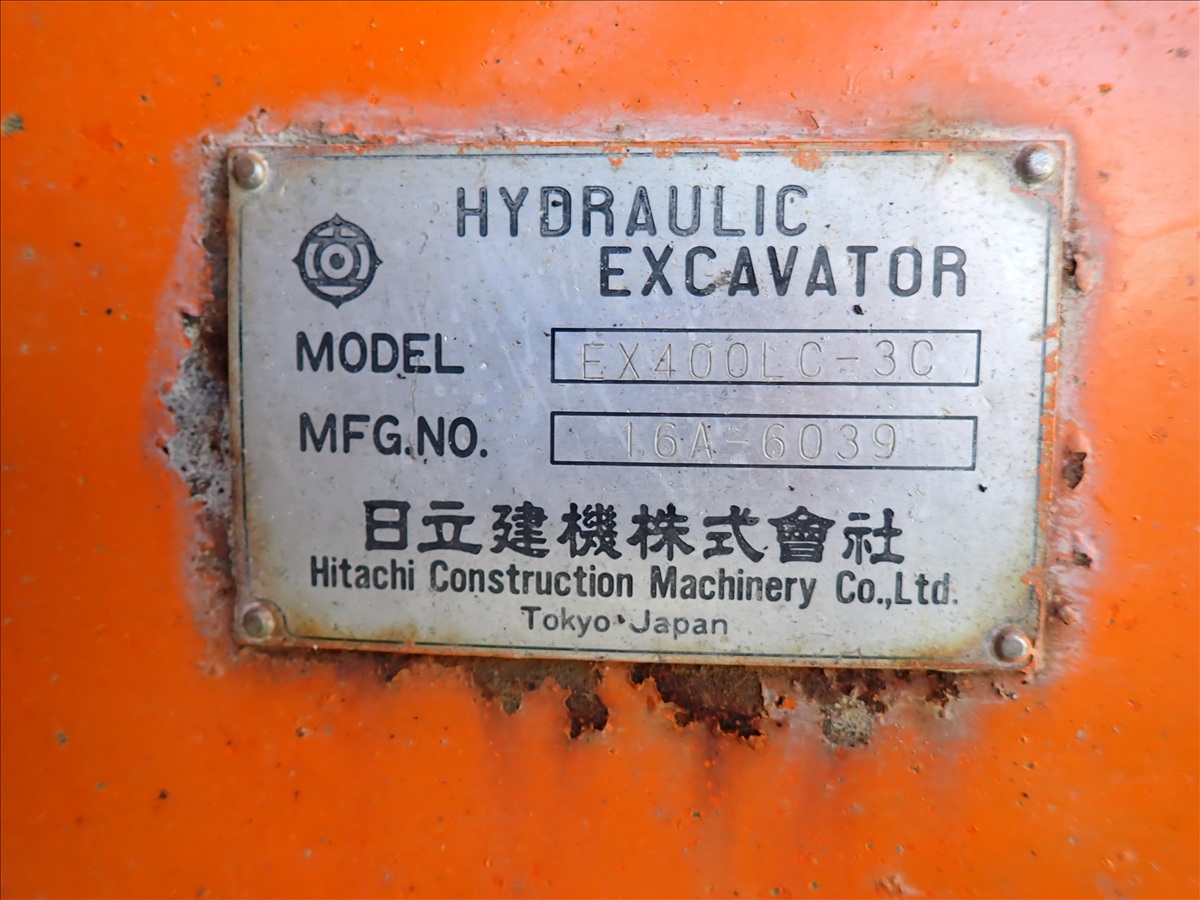 HYDRAULIC
EXCAVATOR
MODEL EX400LC-3C
MFG.NO. 16A-6039
日立建機株式會社
Hitachi Construction Machinery Co.,Ltd.
Tokyo・Japan